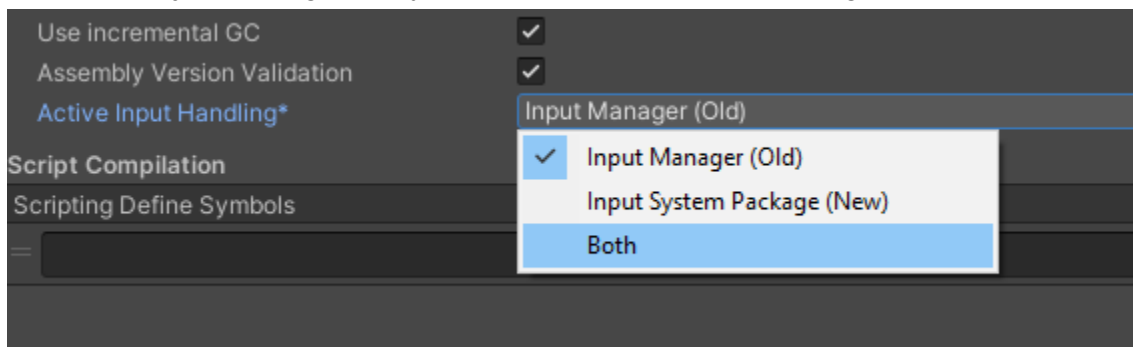 Use incremental GC
Assembly Version Validation
Active Input Handling*
Input Manager (Old)
Input Manager (Old)
Input System Package (New)
Both
Script Compilation
Scripting Define Symbols